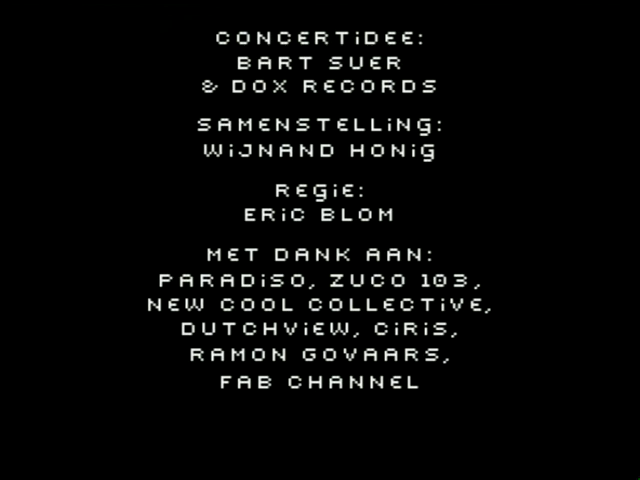 CONCERTiDEE:
BART SUER
& DOX RECORDS
SAMENSTELLiNG:
WiJNAND HONiG
REGiE:
ERiC BLOM
MET DANK AAN:
PARADiSO, ZUCO 103,
NEW COOL COLLECTiVE,
DUTCHViEW, CiRiS,
RAMON GOVAARS,
FAB CHANNEL